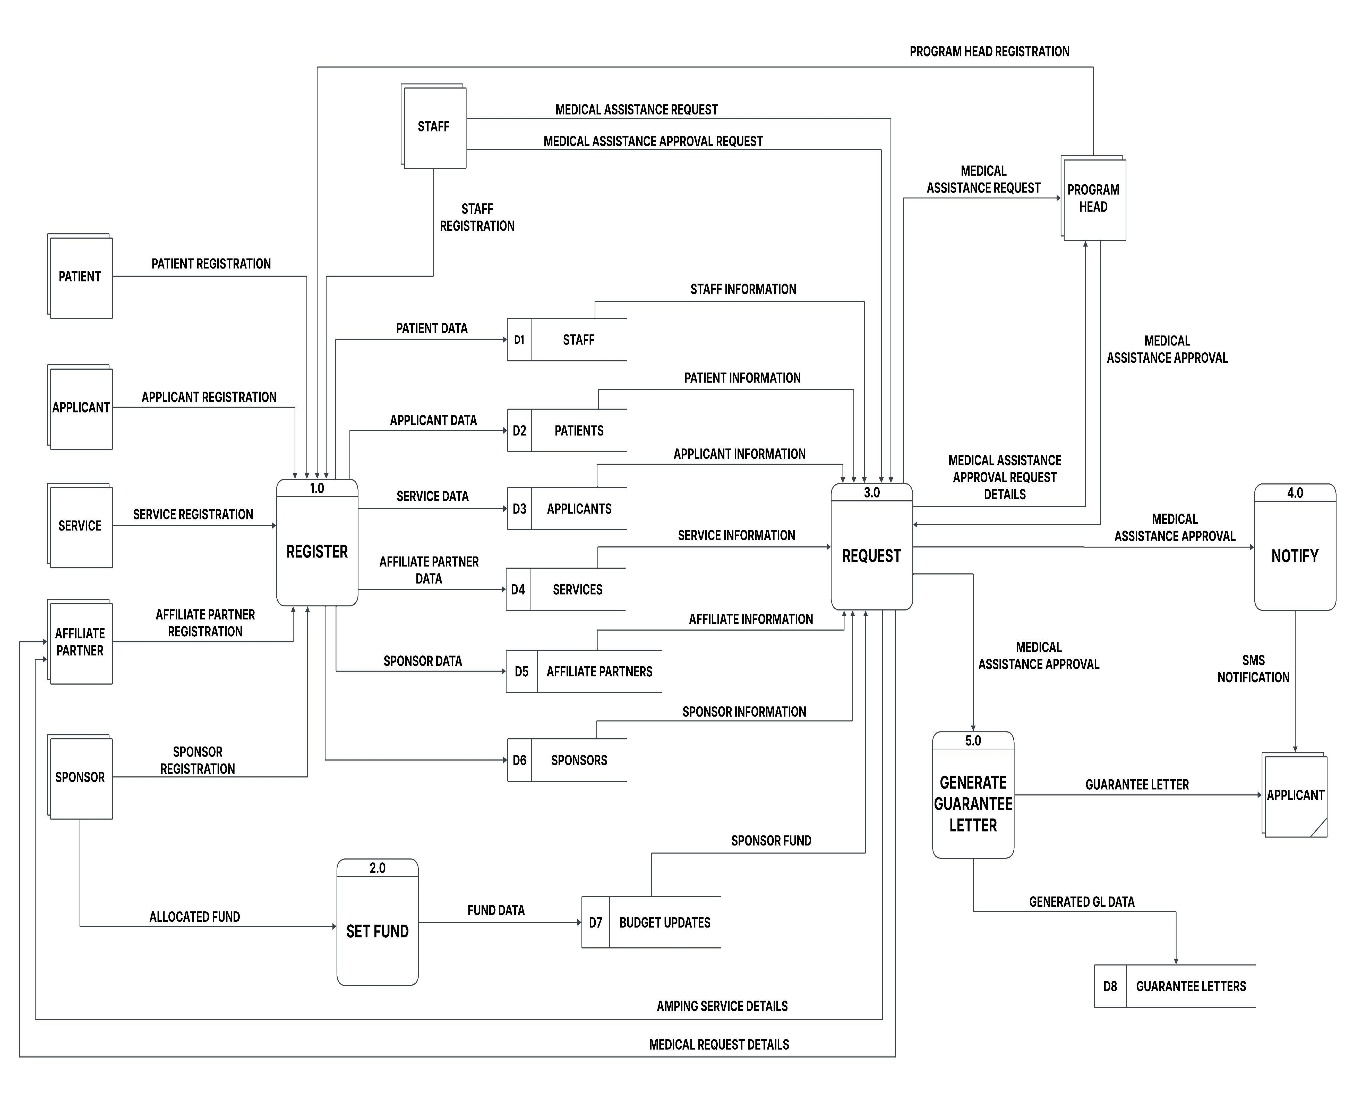 PROGRAM HEAD REGISTRATION
MEDICAL ASSISTANCE REQUEST
STAFF
MEDICAL ASSISTANCE APPROVAL REQUEST
MEDICAL
ASSISTANCE REQUEST
PROGRAM
HEAD
STAFF
REGISTRATION
PATIENT
PATIENT REGISTRATION
STAFF INFORMATION
PATIENT DATA
D1
STAFF
MEDICAL
ASSISTANCE APPROVAL
PATIENT INFORMATION
APPLICANT
APPLICANT REGISTRATION
APPLICANT DATA
D2
PATIENTS
APPLICANT INFORMATION
MEDICAL ASSISTANCE
APPROVAL REQUEST
DETAILS
1.0
REGISTER
SERVICE DATA
D3
APPLICANTS
3.0
REQUEST
4.0
NOTIFY
SERVICE
SERVICE REGISTRATION
SERVICE INFORMATION
MEDICAL
ASSISTANCE APPROVAL
AFFILIATE PARTNER
DATA
D4
SERVICES
AFFILIATE
PARTNER
AFFILIATE PARTNER
REGISTRATION
AFFILIATE INFORMATION
SPONSOR DATA
D5
AFFILIATE PARTNERS
MEDICAL
ASSISTANCE APPROVAL
SMS
NOTIFICATION
SPONSOR INFORMATION
SPONSOR
SPONSOR
REGISTRATION
D6
SPONSORS
5.0
GENERATE
GUARANTEE
LETTER
GUARANTEE LETTER
APPLICANT
SPONSOR FUND
2.0
SET FUND
ALLOCATED FUND
FUND DATA
D7
BUDGET UPDATES
GENERATED GL DATA
D8
GUARANTEE LETTERS
AMPING SERVICE DETAILS
MEDICAL REQUEST DETAILS